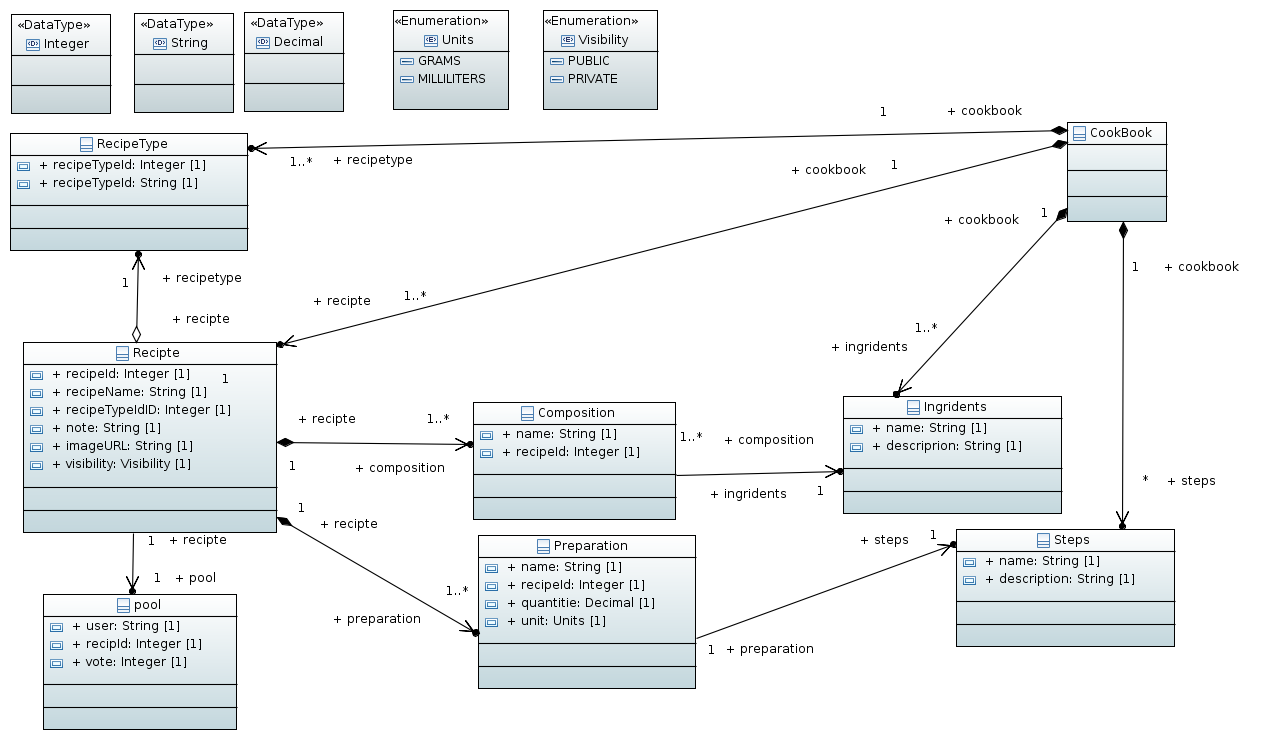 «DataType»
Integer
«DataType»
String
«DataType»
Decimal
«Enumeration»
Units
GRAMS
MILLILITERS
«Enumeration»
Visibility
PUBLIC
PRIVATE
RecipeType
+ recipeTypeId: Integer [1]
+ recipeTypeId: String [1]
1 + cookbook
1..* + recipetype
CookBook
+ cookbook 1
+ recipte 1..*
+ cookbook 1
1..*
+ ingridents
1 + cookbook
* + steps
1 + recipetype
+ recipte
1
Recipte
+ recipeId: Integer [1]
+ recipeName: String [1]
+ recipeTypeIdID: Integer [1]
+ note: String [1]
+ imageURL: String [1]
+ visibility: Visibility [1]
+ recipte 1..*
1 + composition
Composition
+ name: String [1]
+ recipeId: Integer [1]
1..* + composition
+ ingridents 1
Ingridents
+ name: String [1]
+ descriprion: String [1]
1
+ recipte
1..*
+ preparation
Preparation
+ name: String [1]
+ recipeId: Integer [1]
+ quantitie: Decimal [1]
+ unit: Units [1]
+ steps 1
1 + preparation
Steps
+ name: String [1]
+ description: String [1]
1 + recipte
1 + pool
pool
+ user: String [1]
+ recipId: Integer [1]
+ vote: Integer [1]